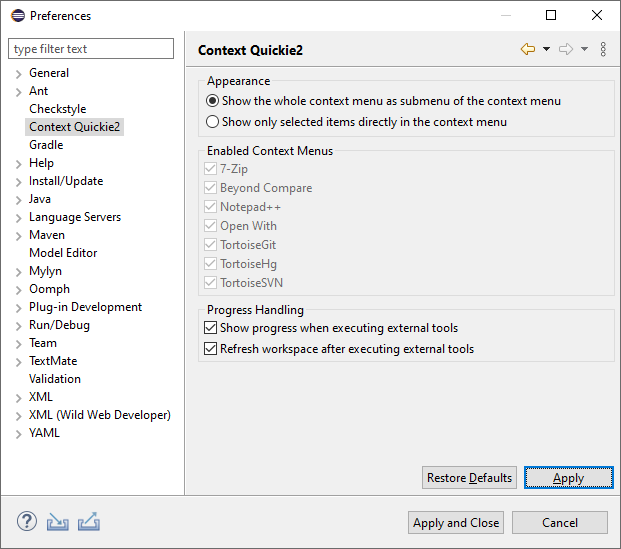 Preferences
type filter text
General
Ant
Checkstyle
Context Quickie2
Gradle
Help
Install/Update
Java
Language Servers
Maven
Model Editor
Mylyn
Oomph
Plug-in Development
Run/Debug
Team
TextMate
Validation
XML
XML (Wild Web Developer)
YAML
Context Quickie2
Appearance
Show the whole context menu as submenu of the context menu
Show only selected items directly in the context menu
Enabled Context Menus
7-Zip
Beyond Compare
Notepad++
Open With
TortoiseGit
TortoiseHg
TortoiseSVN
Progress Handling
Show progress when executing external tools
Refresh workspace after executing external tools
Restore Defaults
Apply
Apply and Close
Cancel